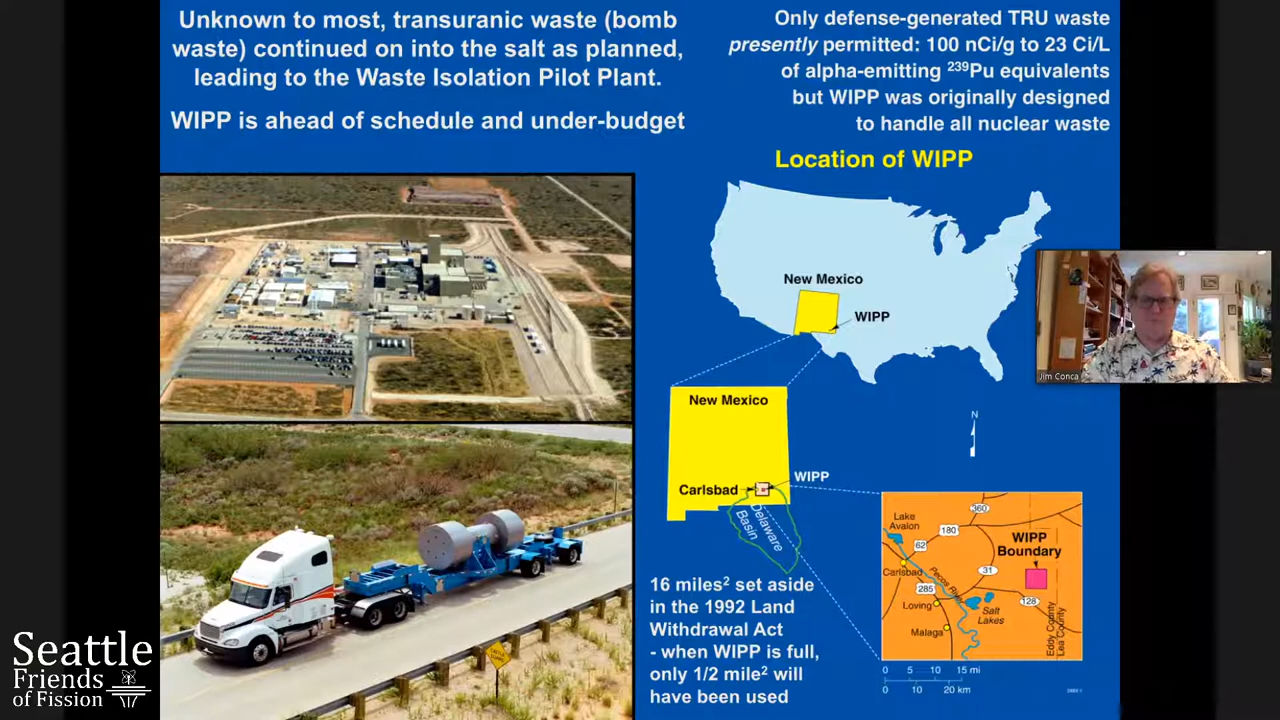 Unknown to most, transuranic waste (bomb
waste) continued on into the salt as planned,
leading to the Waste Isolation Pilot Plant.
WIPP is ahead of schedule and under-budget
Only defense-generated TRU waste
presently permitted: 100 nCi/g to 23 Ci/L
of alpha-emitting ²³⁹Pu equivalents
but WIPP was originally designed
to handle all nuclear waste
Location of WIPP
New Mexico
WIPP
Jim Conca
New Mexico
N
Carlsbad
WIPP
Delaware
Basin
16 miles² set aside
in the 1992 Land
Withdrawal Act
- when WIPP is full,
only 1/2 mile² will
have been used
360
Lake
Avalon
180
62
WIPP
Boundary
Carlsbad
31
Pecos River
285
128
Loving
Salt
Lakes
Malaga
Eddy County
Lea County
0 5 10 15 mi
0 10 20 km
Seattle
Friends
of Fission